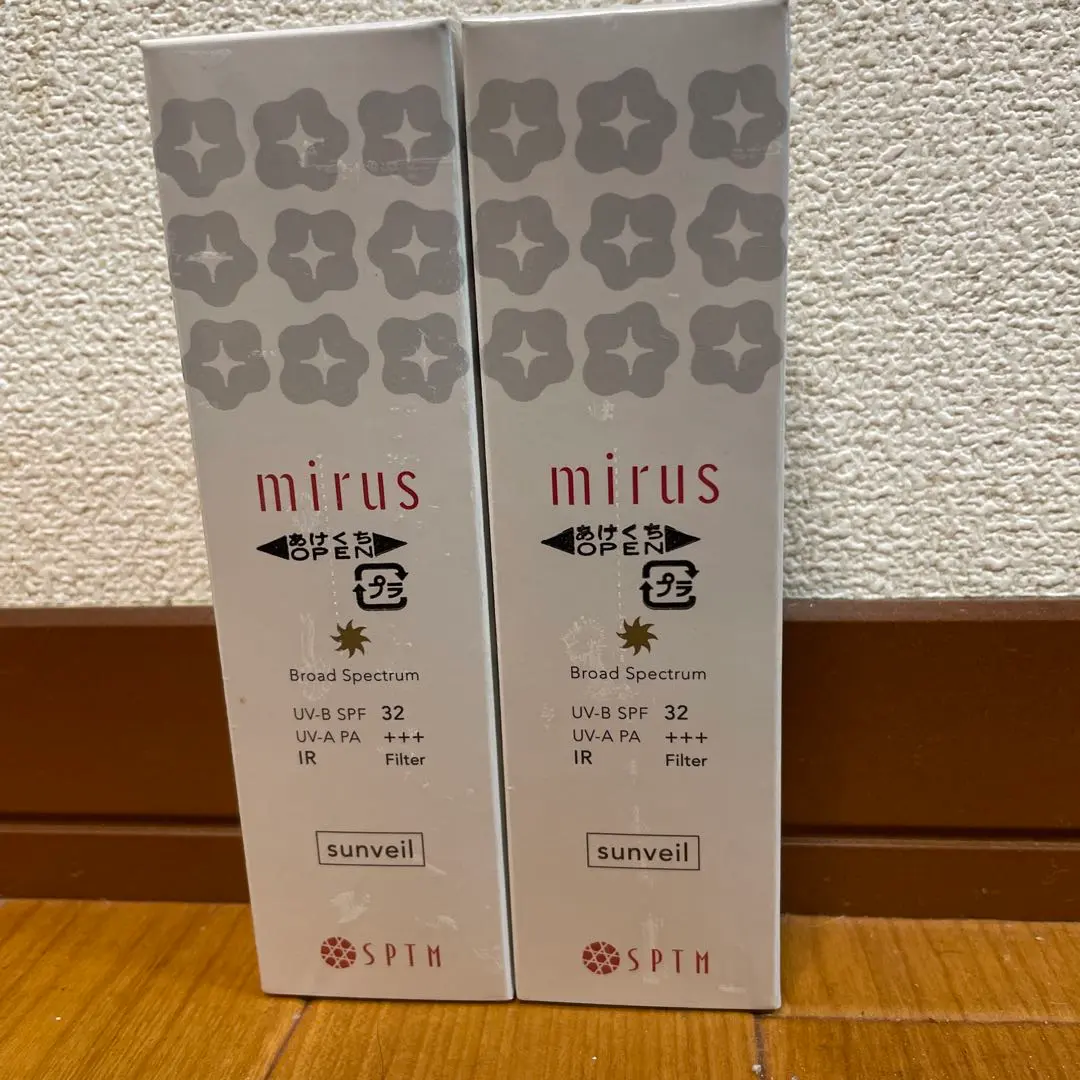 mirus
あけくち
OPEN
プラ
Broad Spectrum
UV-B SPF 32
UV-A PA +++
IR Filter
sunveil
SPTM
mirus
あけくち
OPEN
プラ
Broad Spectrum
UV-B SPF 32
UV-A PA +++
IR Filter
sunveil
SPTM